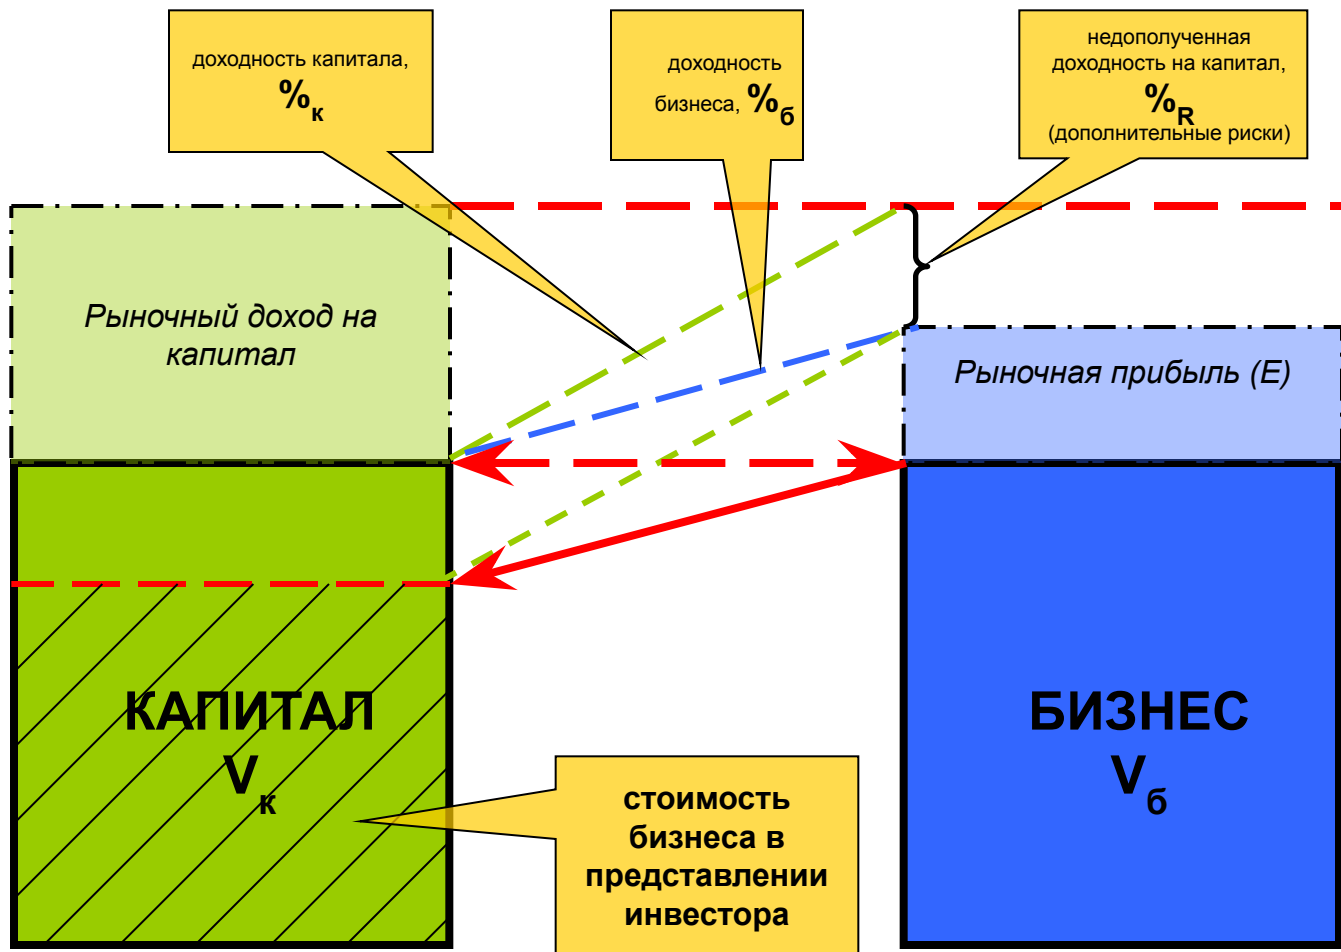 доходность капитала,
%к
доходность
бизнеса, %б
недополученная
доходность на капитал,
%R
(дополнительные риски)
Рыночный доход на
капитал
Рыночная прибыль (Е)
КАПИТАЛ
Vк
БИЗНЕС
Vб
стоимость
бизнеса в
представлении
инвестора